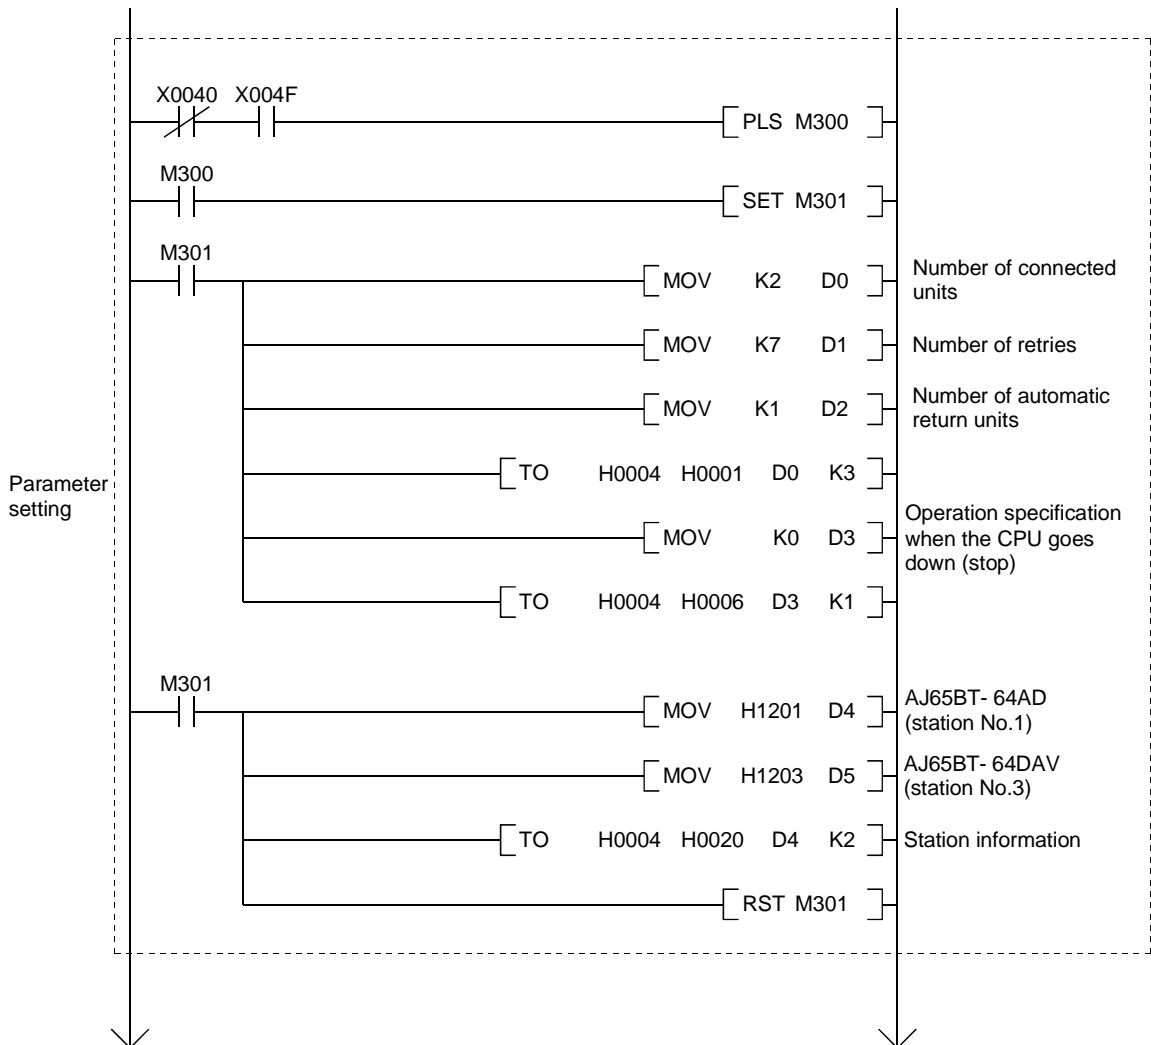 X0040 X004F
PLS M300
M300
SET M301
M301
MOV K2 D0
Number of connected
units
MOV K7 D1
Number of retries
MOV K1 D2
Number of automatic
return units
TO H0004 H0001 D0 K3
Parameter
setting
MOV K0 D3
Operation specification
when the CPU goes
down (stop)
TO H0004 H0006 D3 K1
M301
MOV H1201 D4
AJ65BT- 64AD
(station No.1)
MOV H1203 D5
AJ65BT- 64DAV
(station No.3)
TO H0004 H0020 D4 K2
Station information
RST M301